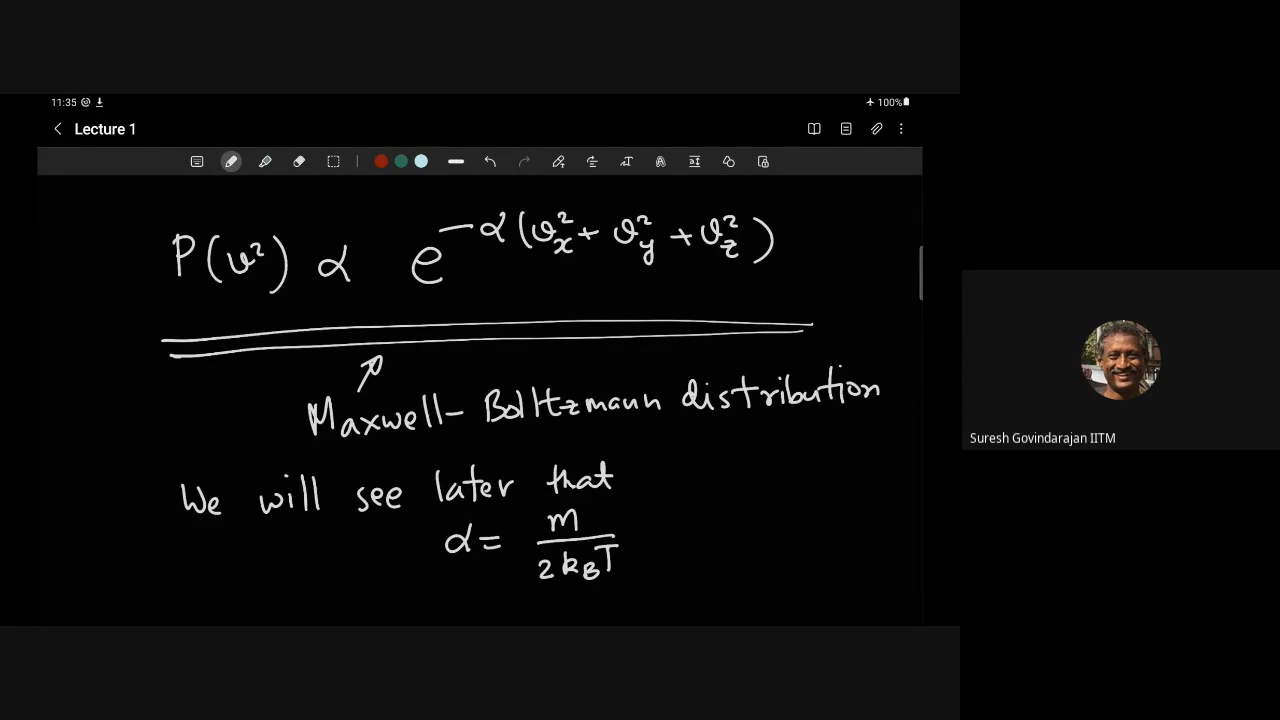 11:35
100%
Lecture 1
P(v²) ∝ e^{-α(v_x² + v_y² + v_z²)}
Maxwell-Bolltzmann distribution
We will see later that
α = m / 2k_BT
Suresh Govindarajan IITM